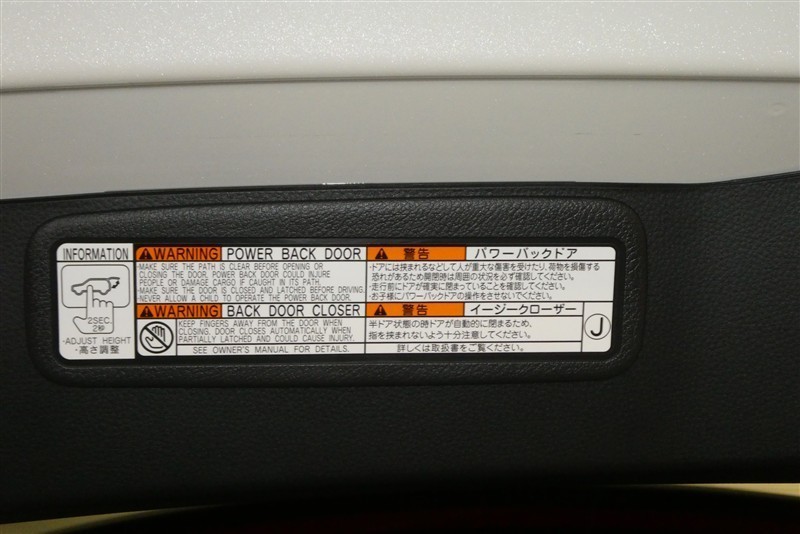 INFORMATION
2SEC.
2秒
·ADJUST HEIGHT
·高さ調整
WARNING POWER BACK DOOR
·MAKE SURE THE PATH IS CLEAR BEFORE OPENING OR
CLOSING THE DOOR. POWER BACK DOOR COULD INJURE
PEOPLE OR DAMAGE CARGO IF CAUGHT IN ITS PATH.
·MAKE SURE THE DOOR IS CLOSED AND LATCHED BEFORE DRIVING.
·NEVER ALLOW A CHILD TO OPERATE THE POWER BACK DOOR.
WARNING BACK DOOR CLOSER
KEEP FINGERS AWAY FROM THE DOOR WHEN
CLOSING. DOOR CLOSES AUTOMATICALLY WHEN
PARTIALLY LATCHED AND COULD CAUSE INJURY.
SEE OWNER'S MANUAL FOR DETAILS.
警告 パワーバックドア
·ドアには挟まれるなどして人が重大な傷害を受けたり、荷物を損傷する
恐れがあるため開閉時は周囲の状況を必ず確認してください。
·走行前にドアが確実に閉まっていることを確認してください。
·お子様にパワーバックドアの操作をさせないでください。
警告 イージークローザー
半ドア状態の時ドアが自動的に閉まるため、
指を挟まれないよう十分注意してください。
詳しくは取扱書をご覧ください。
J